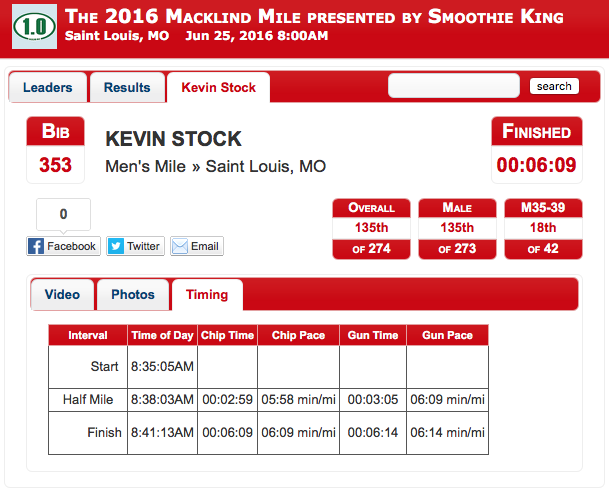 1.0
The 2016 Macklind Mile presented by Smoothie King
Saint Louis, MO Jun 25, 2016 8:00AM
Leaders Results Kevin Stock search
Bib
353
KEVIN STOCK
Men's Mile » Saint Louis, MO
Finished
00:06:09
0
Facebook Twitter Email
Overall Male M35-39
135th 135th 18th
of 274 of 273 of 42
Video Photos Timing
Interval Time of Day Chip Time Chip Pace Gun Time Gun Pace
Start 8:35:05AM
Half Mile 8:38:03AM 00:02:59 05:58 min/mi 00:03:05 06:09 min/mi
Finish 8:41:13AM 00:06:09 06:09 min/mi 00:06:14 06:14 min/mi